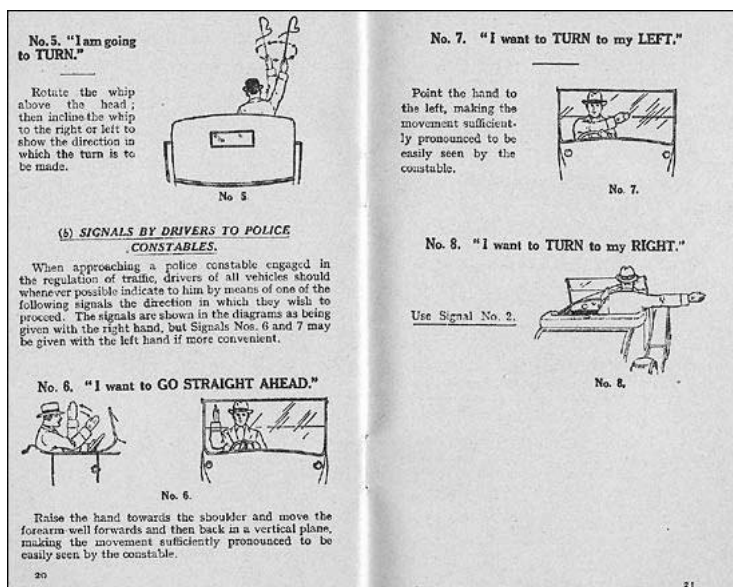 No. 5. "I am going
to TURN."
Rotate the whip
above the head;
then incline the whip
to the right or left to
show the direction in
which the turn is to
be made.
No 5.
(b) SIGNALS BY DRIVERS TO POLICE
CONSTABLES.
When approaching a police constable engaged in
the regulation of traffic, drivers of all vehicles should
whenever possible indicate to him by means of one of the
following signals the direction in which they wish to
proceed. The signals are shown in the diagrams as being
given with the right hand, but Signals Nos. 6 and 7 may
be given with the left hand if more convenient.
No. 6. "I want to GO STRAIGHT AHEAD."
No. 6.
Raise the hand towards the shoulder and move the
forearm well forwards and then back in a vertical plane,
making the movement sufficiently pronounced to be
easily seen by the constable.
20
No. 7. "I want to TURN to my LEFT."
Point the hand to
the left, making the
movement sufficient-
ly pronounced to be
easily seen by the
constable.
No. 7.
No. 8. "I want to TURN to my RIGHT."
Use Signal No. 2.
No. 8.
21